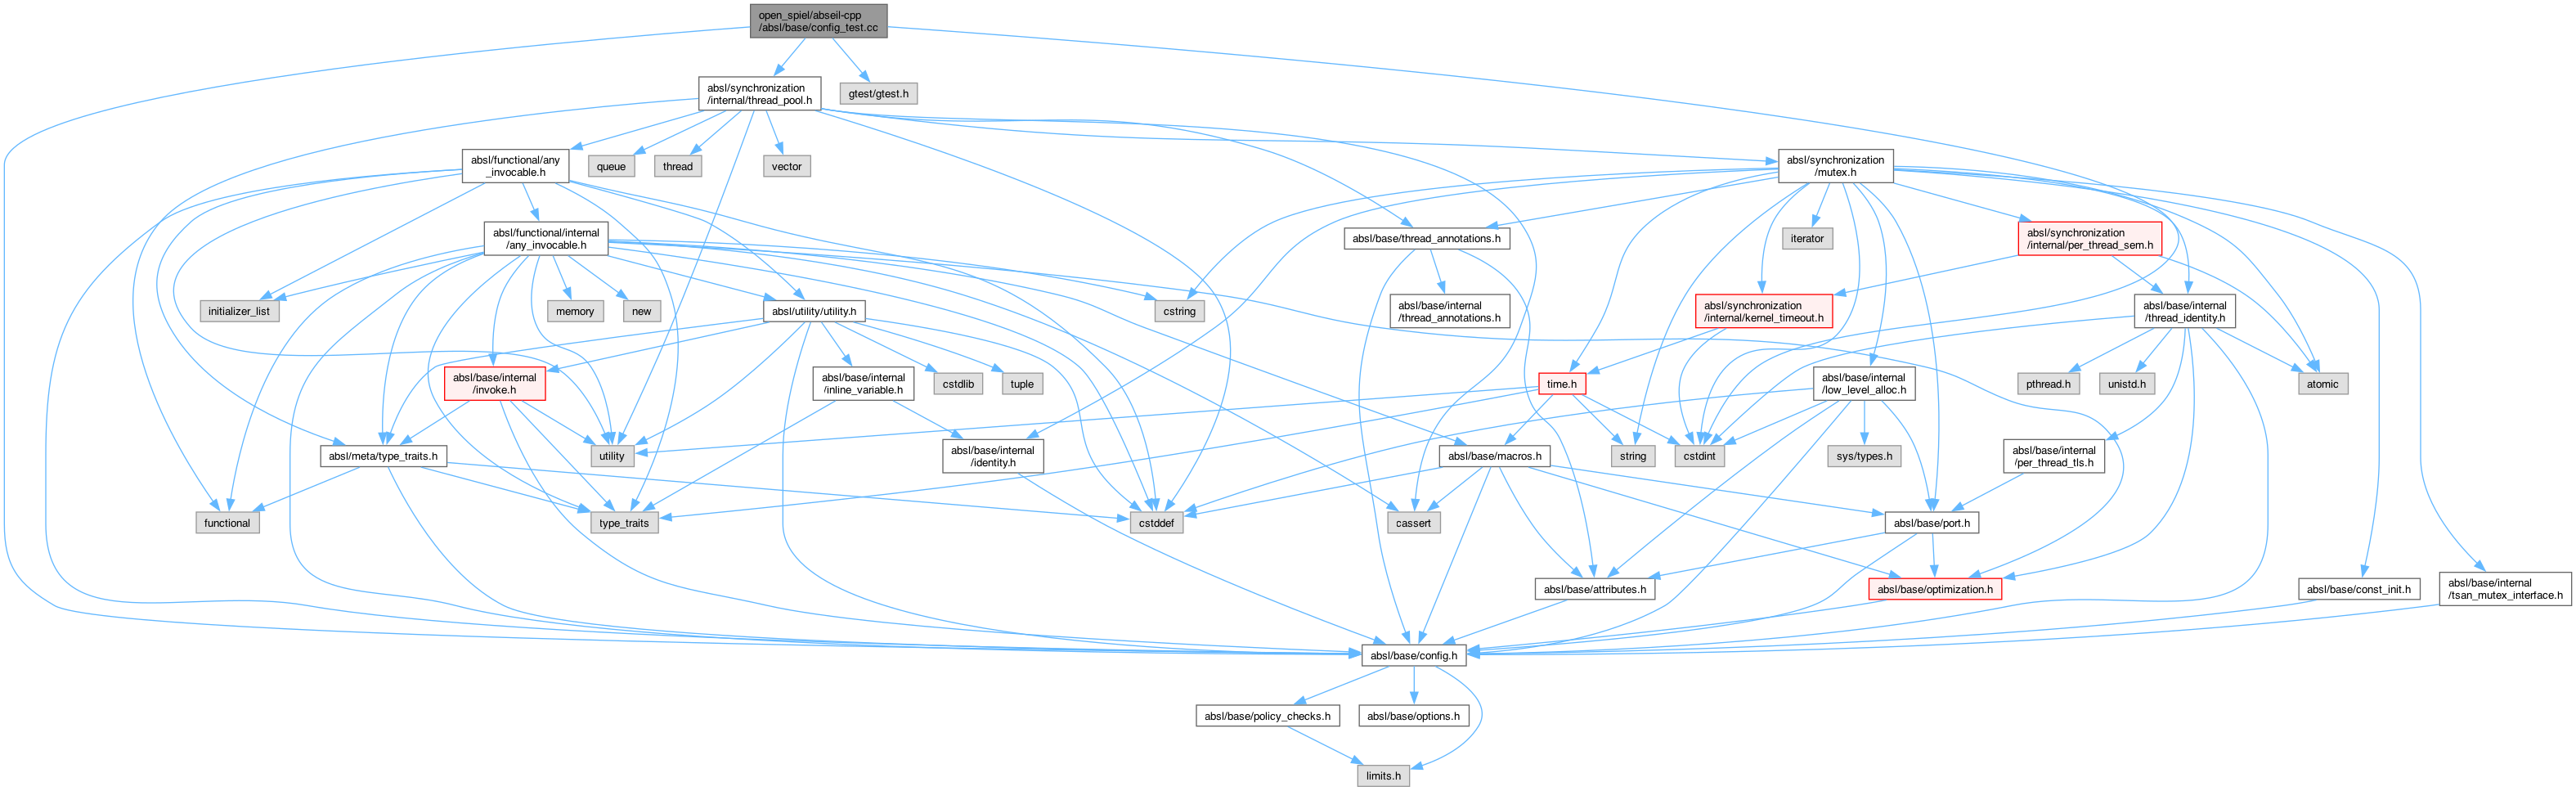 open_spiel/abseil-cpp
/absl/base/config_test.cc
absl/synchronization
/internal/thread_pool.h
gtest/gtest.h
absl/functional/any
_invocable.h
queue
thread
vector
absl/synchronization
/mutex.h
absl/functional/internal
/any_invocable.h
absl/base/thread_annotations.h
iterator
absl/synchronization
/internal/per_thread_sem.h
initializer_list
memory
new
absl/utility/utility.h
cstring
absl/base/internal
/thread_annotations.h
absl/synchronization
/internal/kernel_timeout.h
absl/base/internal
/thread_identity.h
absl/base/internal
/invoke.h
absl/base/internal
/inline_variable.h
cstdlib
tuple
time.h
absl/base/internal
/low_level_alloc.h
pthread.h
unistd.h
atomic
absl/meta/type_traits.h
utility
absl/base/internal
/identity.h
absl/base/macros.h
string
cstdint
sys/types.h
absl/base/internal
/per_thread_tls.h
functional
type_traits
cstddef
cassert
absl/base/port.h
absl/base/attributes.h
absl/base/optimization.h
absl/base/const_init.h
absl/base/internal
/tsan_mutex_interface.h
absl/base/config.h
absl/base/policy_checks.h
absl/base/options.h
limits.h